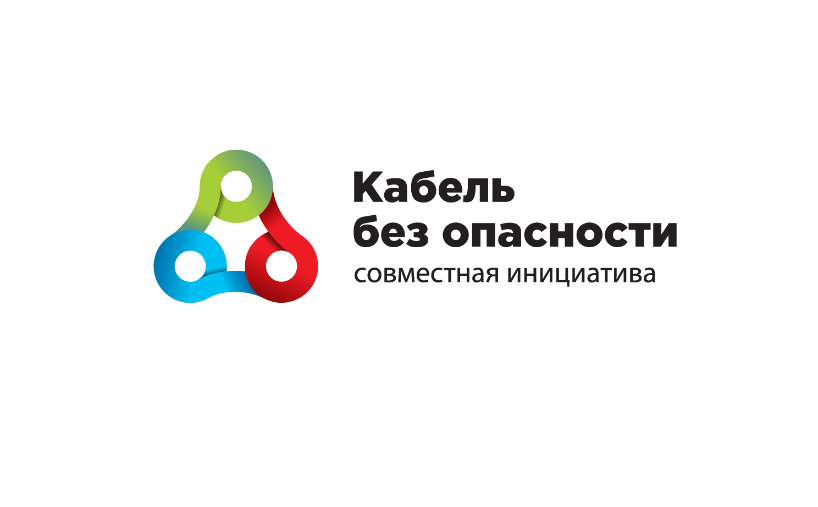 Кабель
без опасности
совместная инициатива